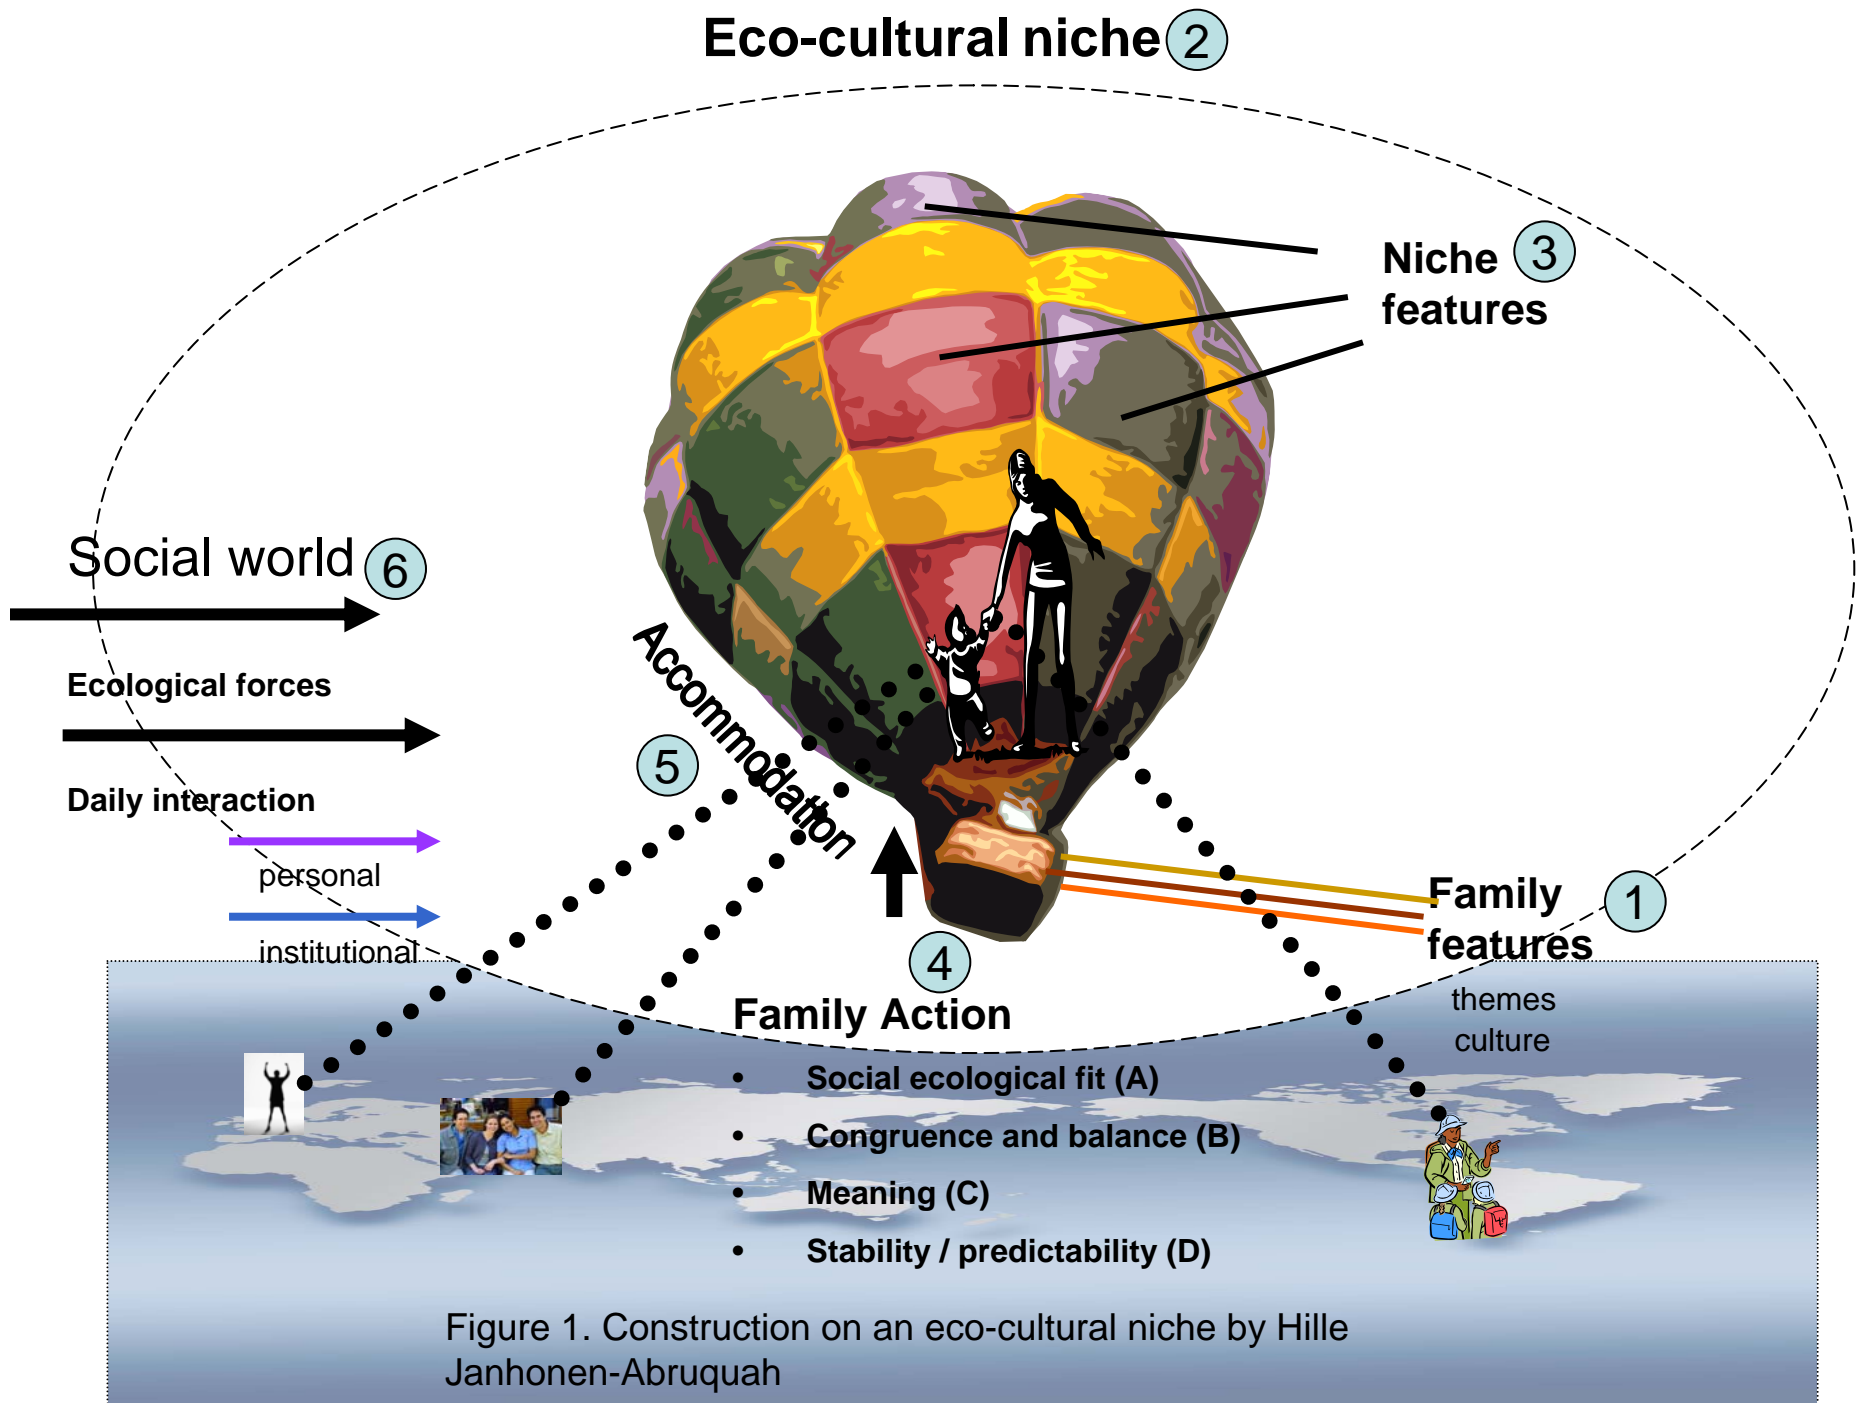 Eco-cultural niche 2
Niche 3
features
Social world 6
Ecological forces
Accommodation
5
Daily interaction
personal
institutional
Family 1
features
themes
culture
4
Family Action
• Social ecological fit (A)
• Congruence and balance (B)
• Meaning (C)
• Stability / predictability (D)
Figure 1. Construction on an eco-cultural niche by Hille
Janhonen-Abruquah